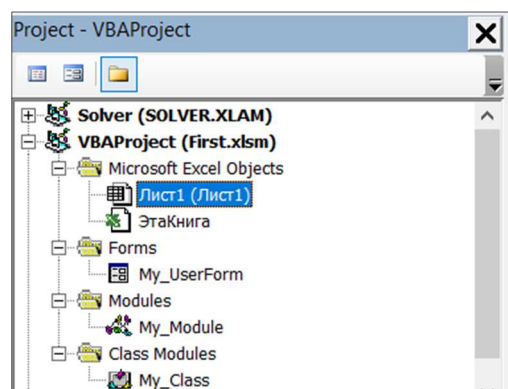 Project - VBAProject
Solver (SOLVER.XLAM)
VBAProject (First.xlsm)
Microsoft Excel Objects
Лист1 (Лист1)
ЭтаКнига
Forms
My_UserForm
Modules
My_Module
Class Modules
My_Class